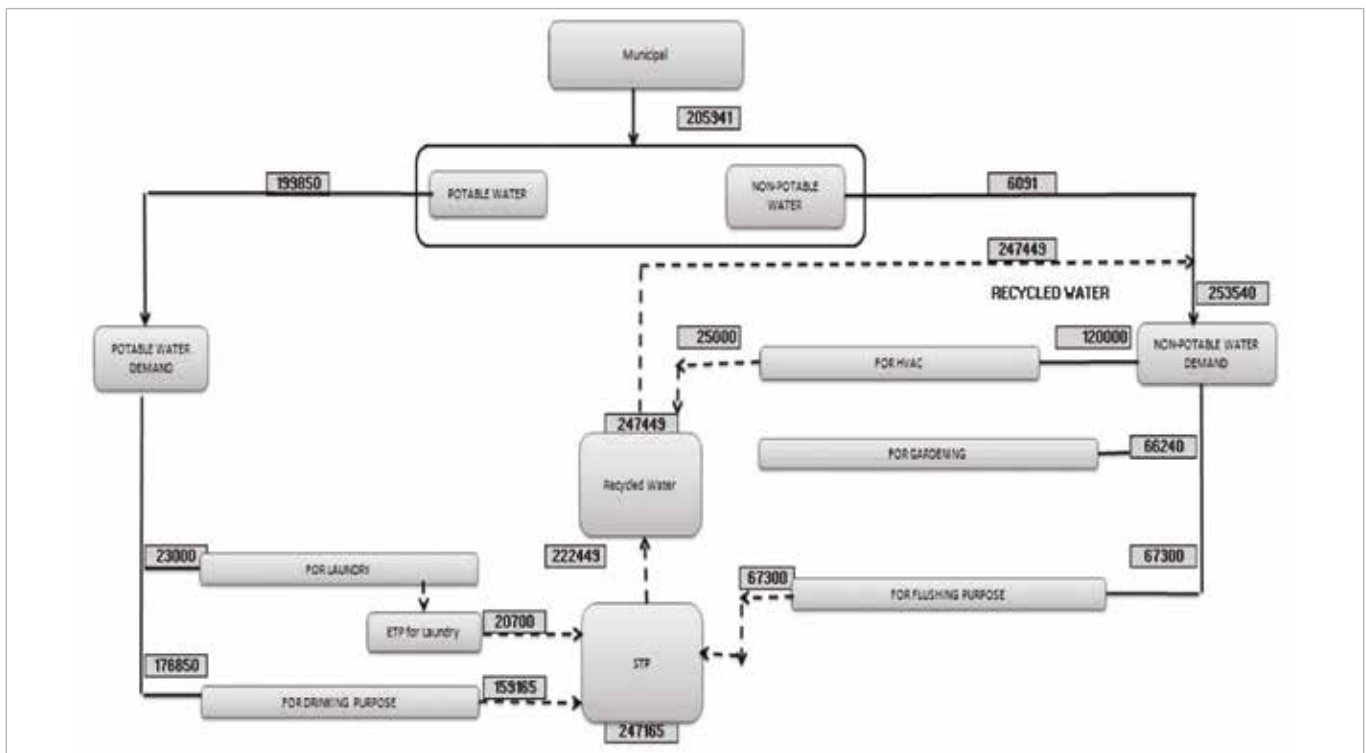 Municipal
205941
199850
POTABLE WATER
NON-POTABLE
WATER
6091
247449
RECYCLED WATER
253540
POTABLE WATER
DEMAND
25000
FOR HVAC
120000
NON-POTABLE WATER
DEMAND
247449
Recycled Water
FOR GARDENING
66240
23000
FOR LAUNDRY
222449
67300
FOR FLUSHING PURPOSE
67300
ETP for Laundry
20700
STP
176850
FOR DRINKING PURPOSE
159165
247165